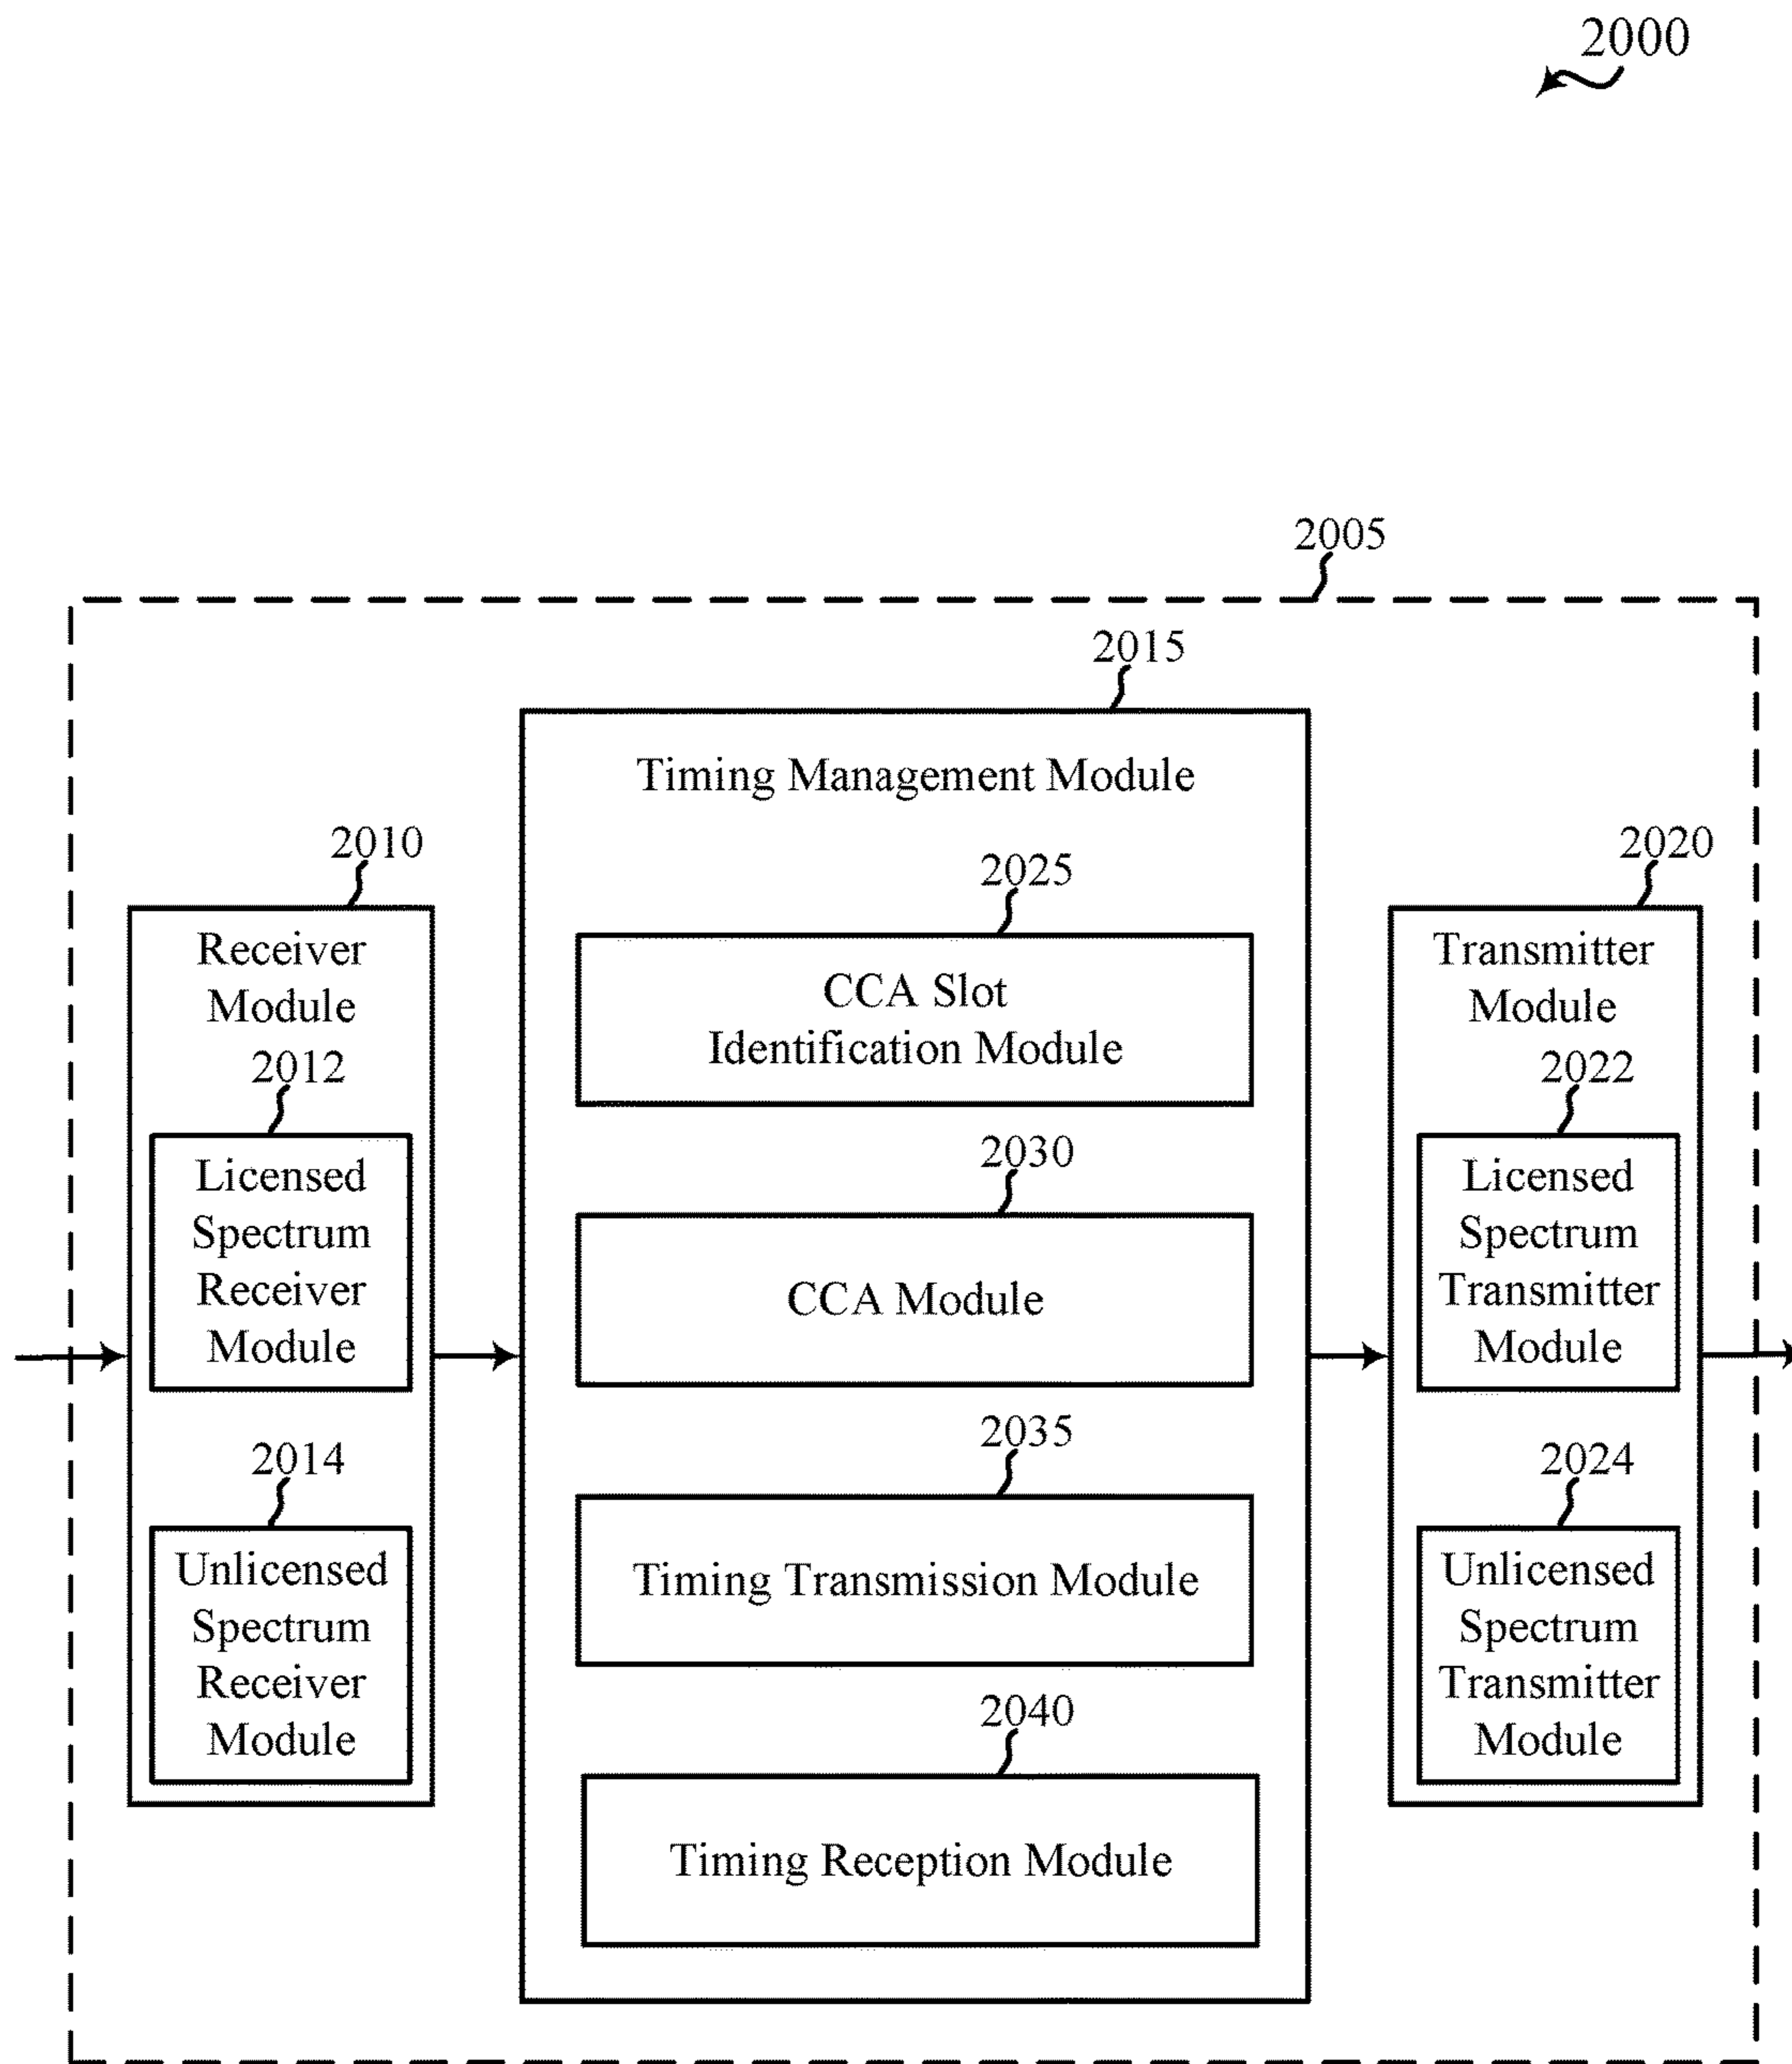 2000
2005
2015
Timing Management Module
2010
Receiver
Module
2012
Licensed
Spectrum
Receiver
Module
2014
Unlicensed
Spectrum
Receiver
Module
2025
CCA Slot
Identification Module
2030
CCA Module
2035
Timing Transmission Module
2040
Timing Reception Module
2020
Transmitter
Module
2022
Licensed
Spectrum
Transmitter
Module
2024
Unlicensed
Spectrum
Transmitter
Module